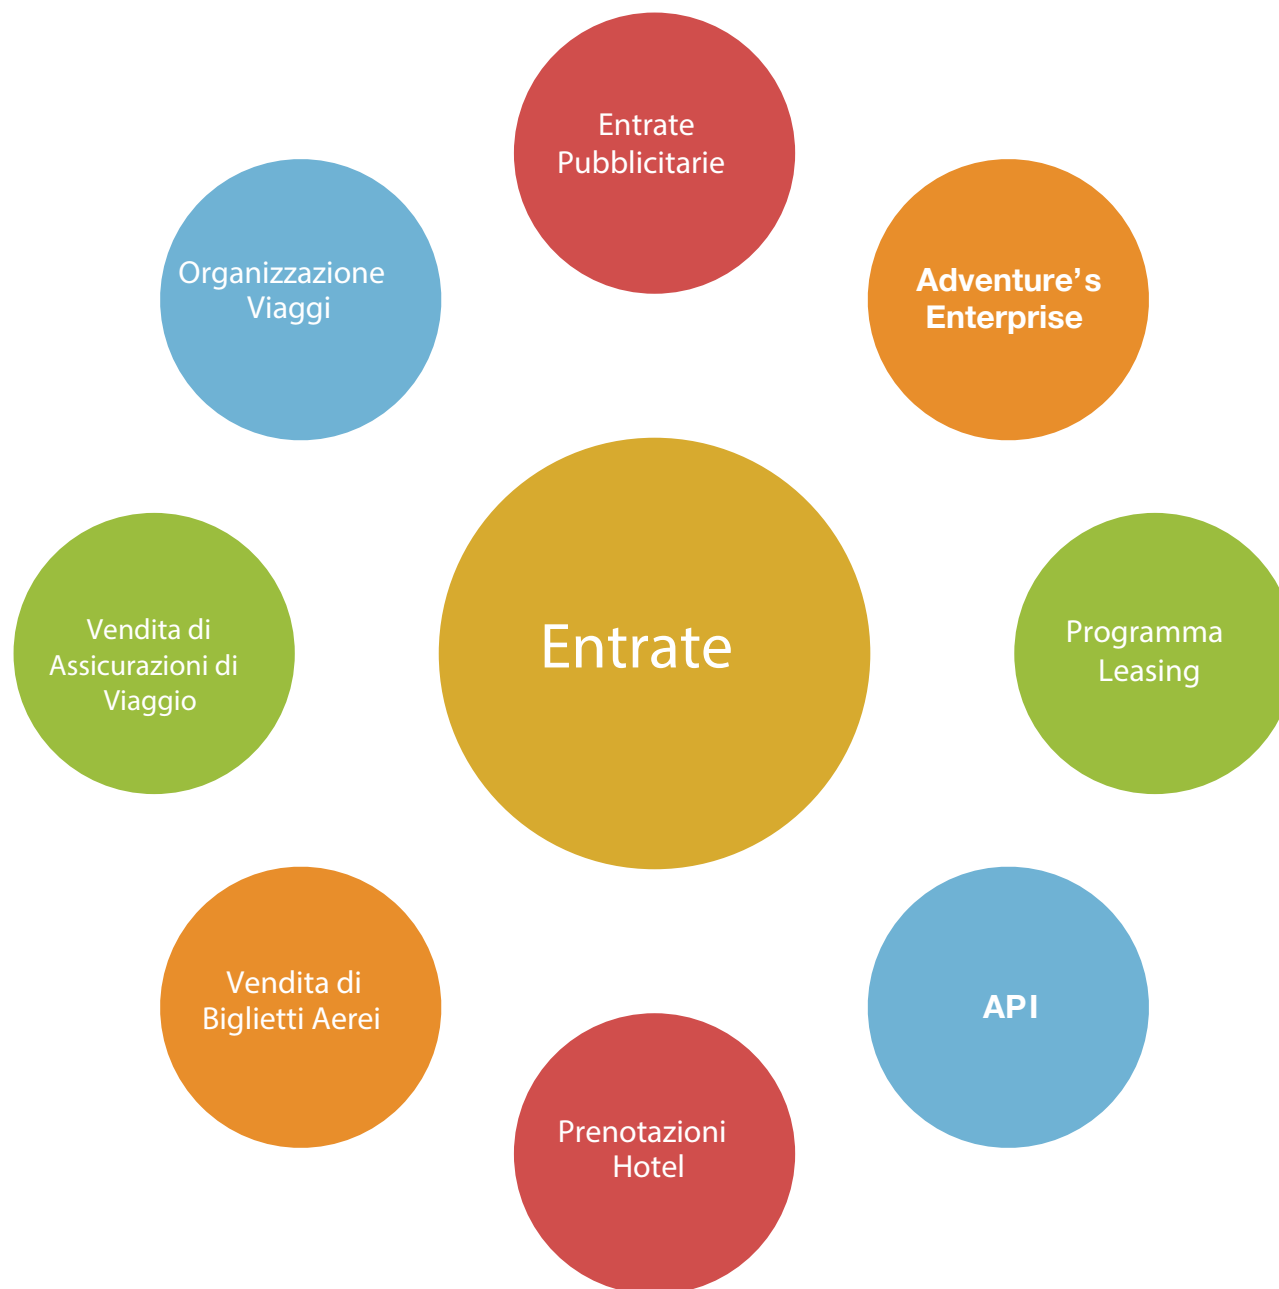 Entrate
Pubblicitarie
Organizzazione
Viaggi
Adventure’s
Enterprise
Vendita di
Assicurazioni di
Viaggio
Entrate
Programma
Leasing
Vendita di
Biglietti Aerei
API
Prenotazioni
Hotel